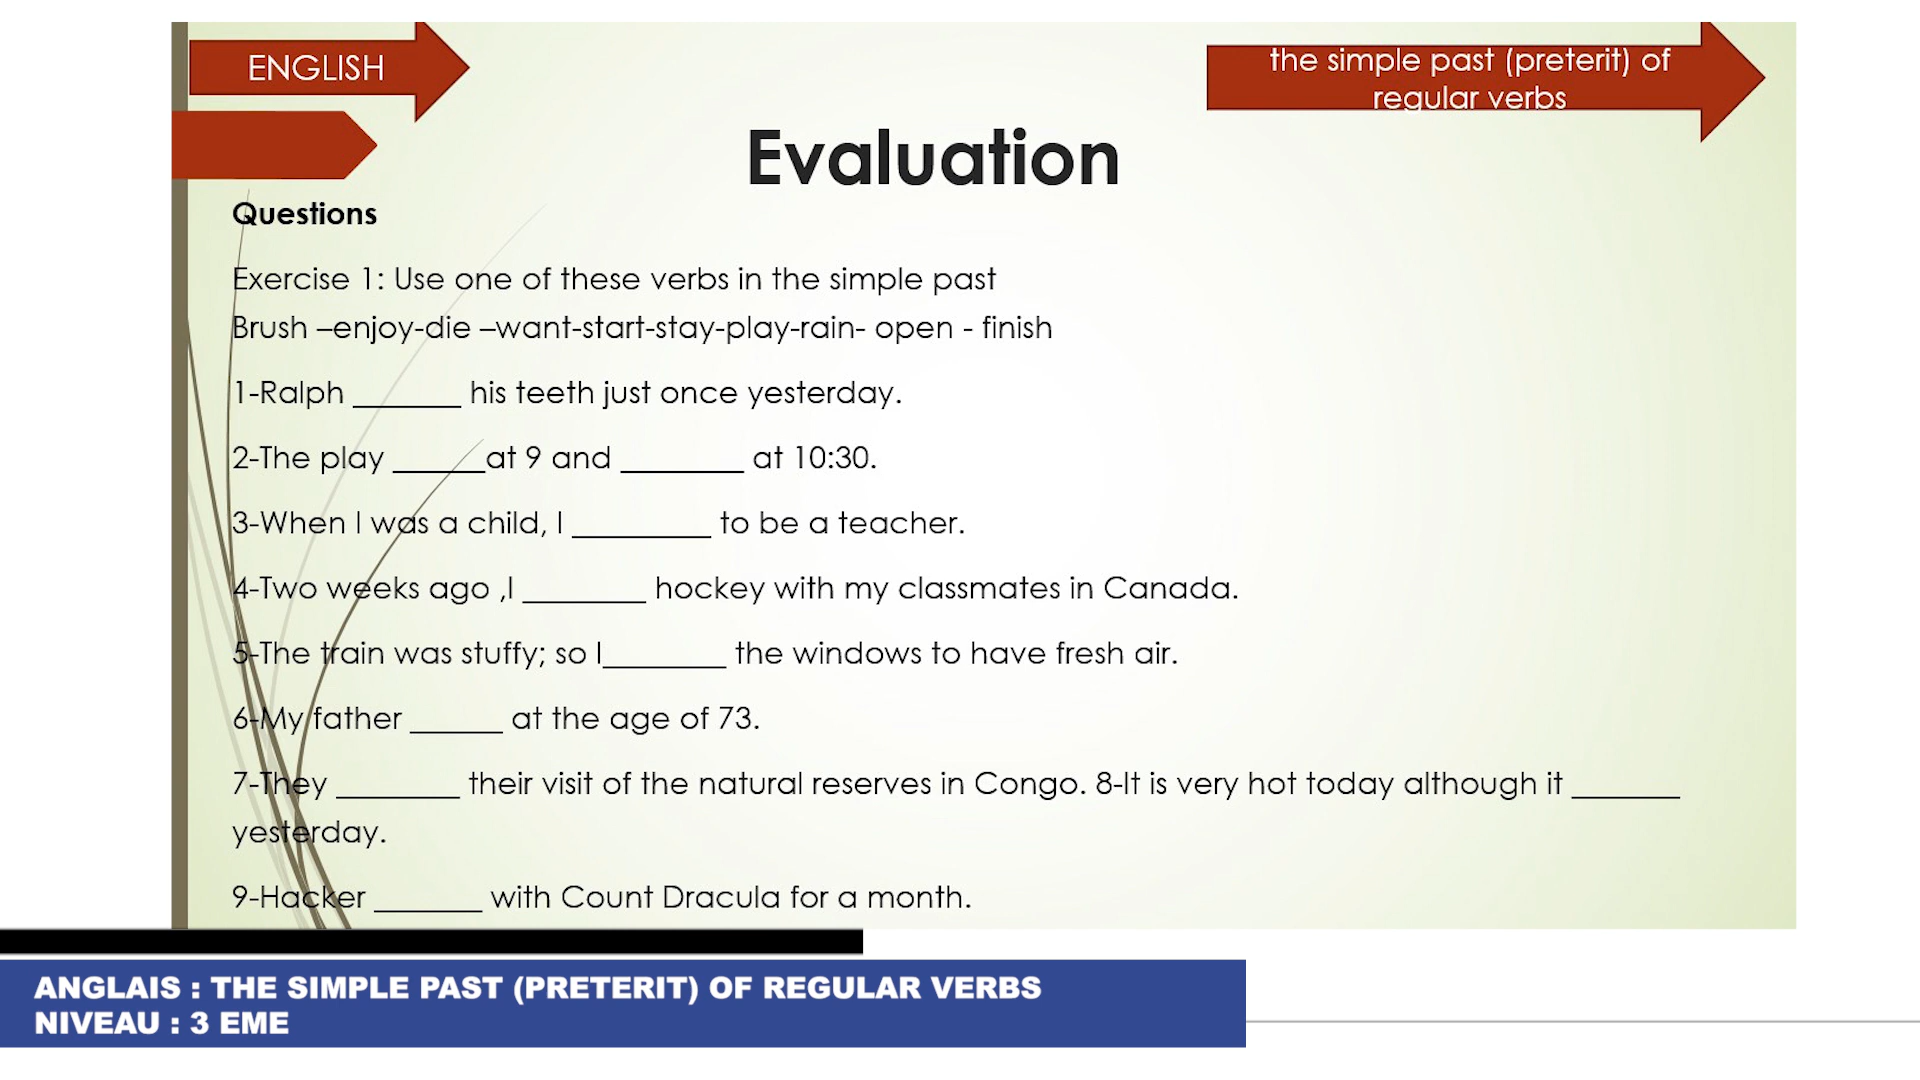 ENGLISH
the simple past (preterit) of
regular verbs
Evaluation
Questions
Exercise 1: Use one of these verbs in the simple past
Brush –enjoy-die –want-start-stay-play-rain- open - finish
1-Ralph _______ his teeth just once yesterday.
2-The play ______at 9 and ________ at 10:30.
3-When I was a child, I _________ to be a teacher.
4-Two weeks ago ,I ________ hockey with my classmates in Canada.
5-The train was stuffy; so I________ the windows to have fresh air.
6-My father ______ at the age of 73.
7-They ________ their visit of the natural reserves in Congo. 8-It is very hot today although it _______
yesterday.
9-Hacker _______ with Count Dracula for a month.
ANGLAIS : THE SIMPLE PAST (PRETERIT) OF REGULAR VERBS
NIVEAU : 3 EME